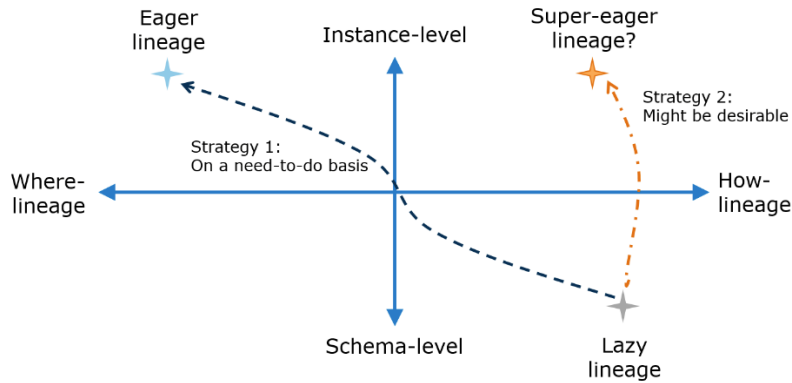 Eager
lineage
Instance-level
Super-eager
lineage?
Strategy 2:
Might be desirable
Strategy 1:
On a need-to-do basis
Where-
lineage
How-
lineage
Schema-level
Lazy
lineage